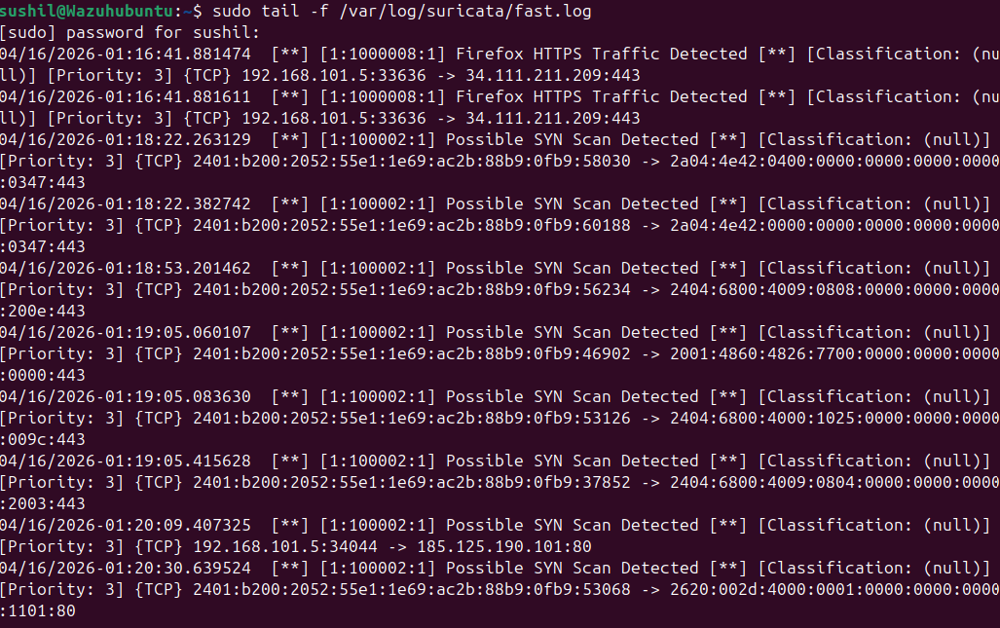 sushil@Wazuhubuntu:~$ sudo tail -f /var/log/suricata/fast.log
[sudo] password for sushil:
04/16/2026-01:16:41.881474  [**] [1:1000008:1] Firefox HTTPS Traffic Detected [**] [Classification: (nu
ll)] [Priority: 3] {TCP} 192.168.101.5:33636 -> 34.111.211.209:443
04/16/2026-01:16:41.881611  [**] [1:1000008:1] Firefox HTTPS Traffic Detected [**] [Classification: (nu
ll)] [Priority: 3] {TCP} 192.168.101.5:33636 -> 34.111.211.209:443
04/16/2026-01:18:22.263129  [**] [1:100002:1] Possible SYN Scan Detected [**] [Classification: (null)]
[Priority: 3] {TCP} 2401:b200:2052:55e1:1e69:ac2b:88b9:0fb9:58030 -> 2a04:4e42:0400:0000:0000:0000:0000
:0347:443
04/16/2026-01:18:22.382742  [**] [1:100002:1] Possible SYN Scan Detected [**] [Classification: (null)]
[Priority: 3] {TCP} 2401:b200:2052:55e1:1e69:ac2b:88b9:0fb9:60188 -> 2a04:4e42:0000:0000:0000:0000:0000
:0347:443
04/16/2026-01:18:53.201462  [**] [1:100002:1] Possible SYN Scan Detected [**] [Classification: (null)]
[Priority: 3] {TCP} 2401:b200:2052:55e1:1e69:ac2b:88b9:0fb9:56234 -> 2404:6800:4009:0808:0000:0000:0000
:200e:443
04/16/2026-01:19:05.060107  [**] [1:100002:1] Possible SYN Scan Detected [**] [Classification: (null)]
[Priority: 3] {TCP} 2401:b200:2052:55e1:1e69:ac2b:88b9:0fb9:46902 -> 2001:4860:4826:7700:0000:0000:0000
:0000:443
04/16/2026-01:19:05.083630  [**] [1:100002:1] Possible SYN Scan Detected [**] [Classification: (null)]
[Priority: 3] {TCP} 2401:b200:2052:55e1:1e69:ac2b:88b9:0fb9:53126 -> 2404:6800:4000:1025:0000:0000:0000
:009c:443
04/16/2026-01:19:05.415628  [**] [1:100002:1] Possible SYN Scan Detected [**] [Classification: (null)]
[Priority: 3] {TCP} 2401:b200:2052:55e1:1e69:ac2b:88b9:0fb9:37852 -> 2404:6800:4009:0804:0000:0000:0000
:2003:443
04/16/2026-01:20:09.407325  [**] [1:100002:1] Possible SYN Scan Detected [**] [Classification: (null)]
[Priority: 3] {TCP} 192.168.101.5:34044 -> 185.125.190.101:80
04/16/2026-01:20:30.639524  [**] [1:100002:1] Possible SYN Scan Detected [**] [Classification: (null)]
[Priority: 3] {TCP} 2401:b200:2052:55e1:1e69:ac2b:88b9:0fb9:53068 -> 2620:002d:4000:0001:0000:0000:0000
:1101:80